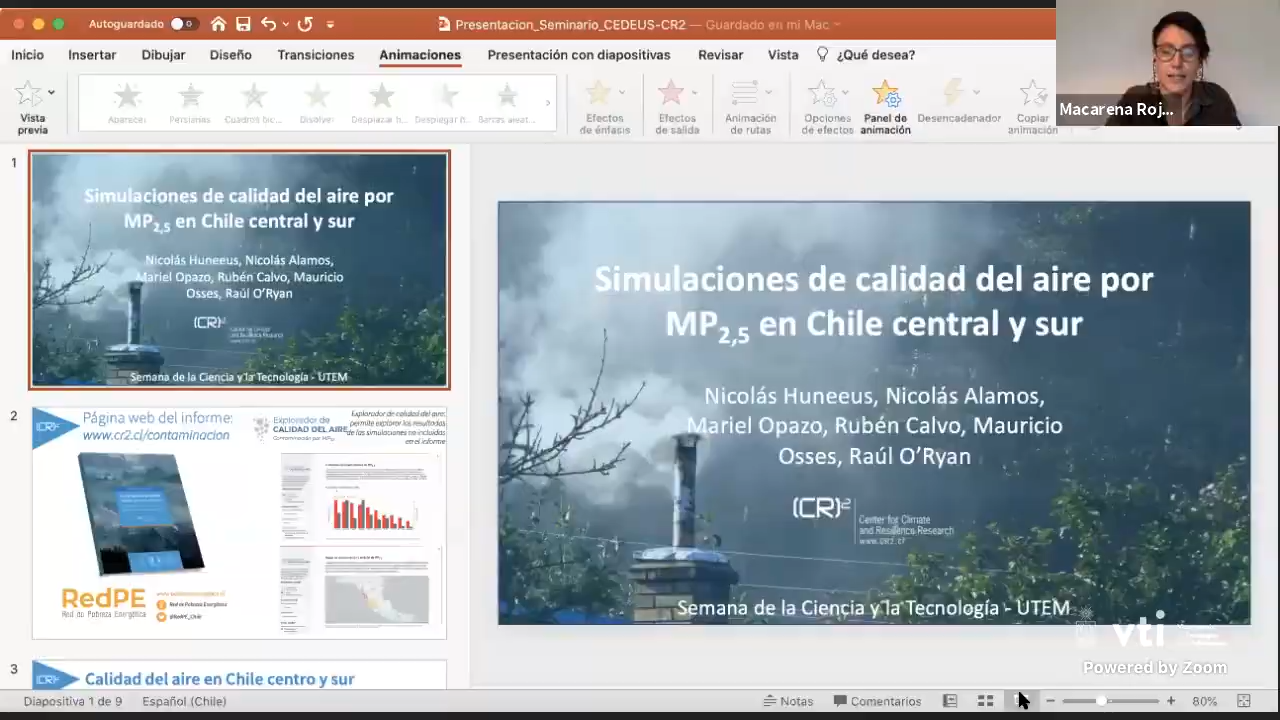 Autoguardado
Presentacion_Seminario_CEDEUS-CR2 — Guardado en mi Mac
Inicio Insertar Dibujar Diseño Transiciones Animaciones Presentación con diapositivas Revisar Vista ¿Qué desea?
Macarena Roj...
Vista previa
Aparecer Persianas Cuadros bic... Disolver Desplazar h... Desplegar h... Barras aleat...
Efectos de énfasis
Efectos de salida
Animación de rutas
Opciones de efectos
Panel de animación
Desencadenador
Copiar animación
1
Simulaciones de calidad del aire por
MP2,5 en Chile central y sur
Nicolás Huneeus, Nicolás Alamos,
Mariel Opazo, Rubén Calvo, Mauricio
Osses, Raúl O’Ryan
(CR)2
Center for Climate
and Resilience Research
www.CR2.cl
Semana de la Ciencia y la Tecnología - UTEM
2
(CR)2
Página web del informe:
www.cr2.cl/contaminacion
Explorador de
CALIDAD DEL AIRE
Contaminación por MP2,5
Explorador de calidad del aire:
permite explorar los resultados
de las simulaciones no incluidas
en el informe
RedPE
Red de Pobreza Energética
Red de Pobreza Energética
@RedPE_Chile
3
(CR)2
Calidad del aire en Chile centro y sur
Simulaciones de calidad del aire por
MP2,5 en Chile central y sur
Nicolás Huneeus, Nicolás Alamos,
Mariel Opazo, Rubén Calvo, Mauricio
Osses, Raúl O’Ryan
(CR)2
Center for Climate
and Resilience Research
www.CR2.cl
Semana de la Ciencia y la Tecnología - UTEM
vti
Powered by Zoom
Diapositiva 1 de 9 Español (Chile) Notas Comentarios 80%